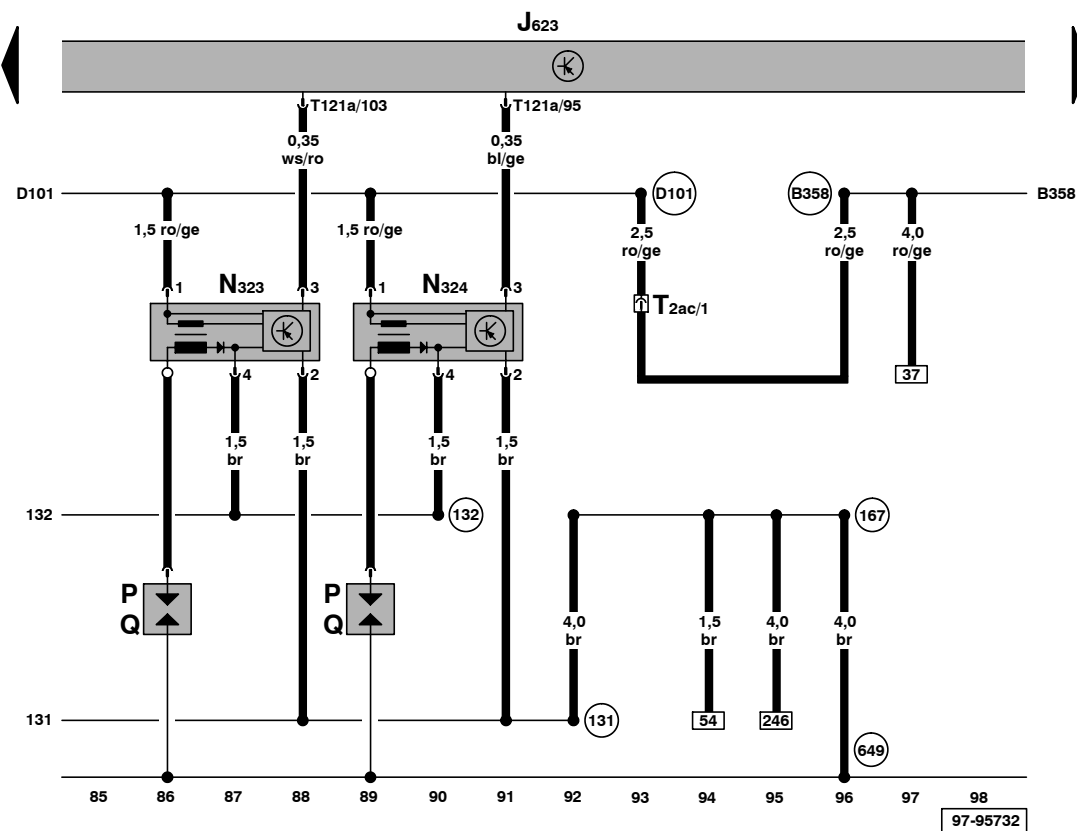 J623
T121a/103
T121a/95
0,35
ws/ro
0,35
bl/ge
D101
D101
B358
B358
1,5 ro/ge
1,5 ro/ge
2,5
ro/ge
2,5
ro/ge
4,0
ro/ge
1
N323
3
1
N324
3
T2ac/1
4
2
4
2
37
1,5
br
1,5
br
1,5
br
1,5
br
132
132
167
P
Q
P
Q
4,0
br
1,5
br
4,0
br
4,0
br
131
131
54
246
649
85 86 87 88 89 90 91 92 93 94 95 96 97 98
97-95732